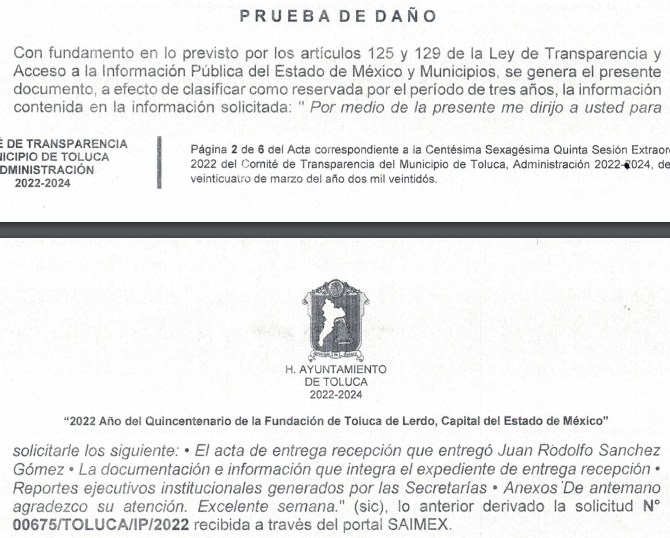 PRUEBA DE DAÑO
Con fundamento en lo previsto por los artículos 125 y 129 de la Ley de Transparencia y
Acceso a la Información Pública del Estado de México y Municipios, se genera el presente
documento, a efecto de clasificar como reservada por el período de tres años, la información
contenida en la información solicitada: " Por medio de la presente me dirijo a usted para
É DE TRANSPARENCIA
NICIPIO DE TOLUCA
DMINISTRACIÓN
2022-2024
Página 2 de 6 del Acta correspondiente a la Centésima Sexagésima Quinta Sesión Extraor
2022 del Comité de Transparencia del Municipio de Toluca, Administración 2022-2024, de
veinticuatro de marzo del año dos mil veintidós.
H. AYUNTAMIENTO
DE TOLUCA
2022-2024
“2022 Año del Quincentenario de la Fundación de Toluca de Lerdo, Capital del Estado de México”
solicitarle los siguiente: • El acta de entrega recepción que entregó Juan Rodolfo Sanchez
Gómez • La documentación e información que integra el expediente de entrega recepción •
Reportes ejecutivos institucionales generados por las Secretarías • Anexos De antemano
agradezco su atención. Excelente semana." (sic), lo anterior derivado la solicitud N°
00675/TOLUCA/IP/2022 recibida a través del portal SAIMEX.